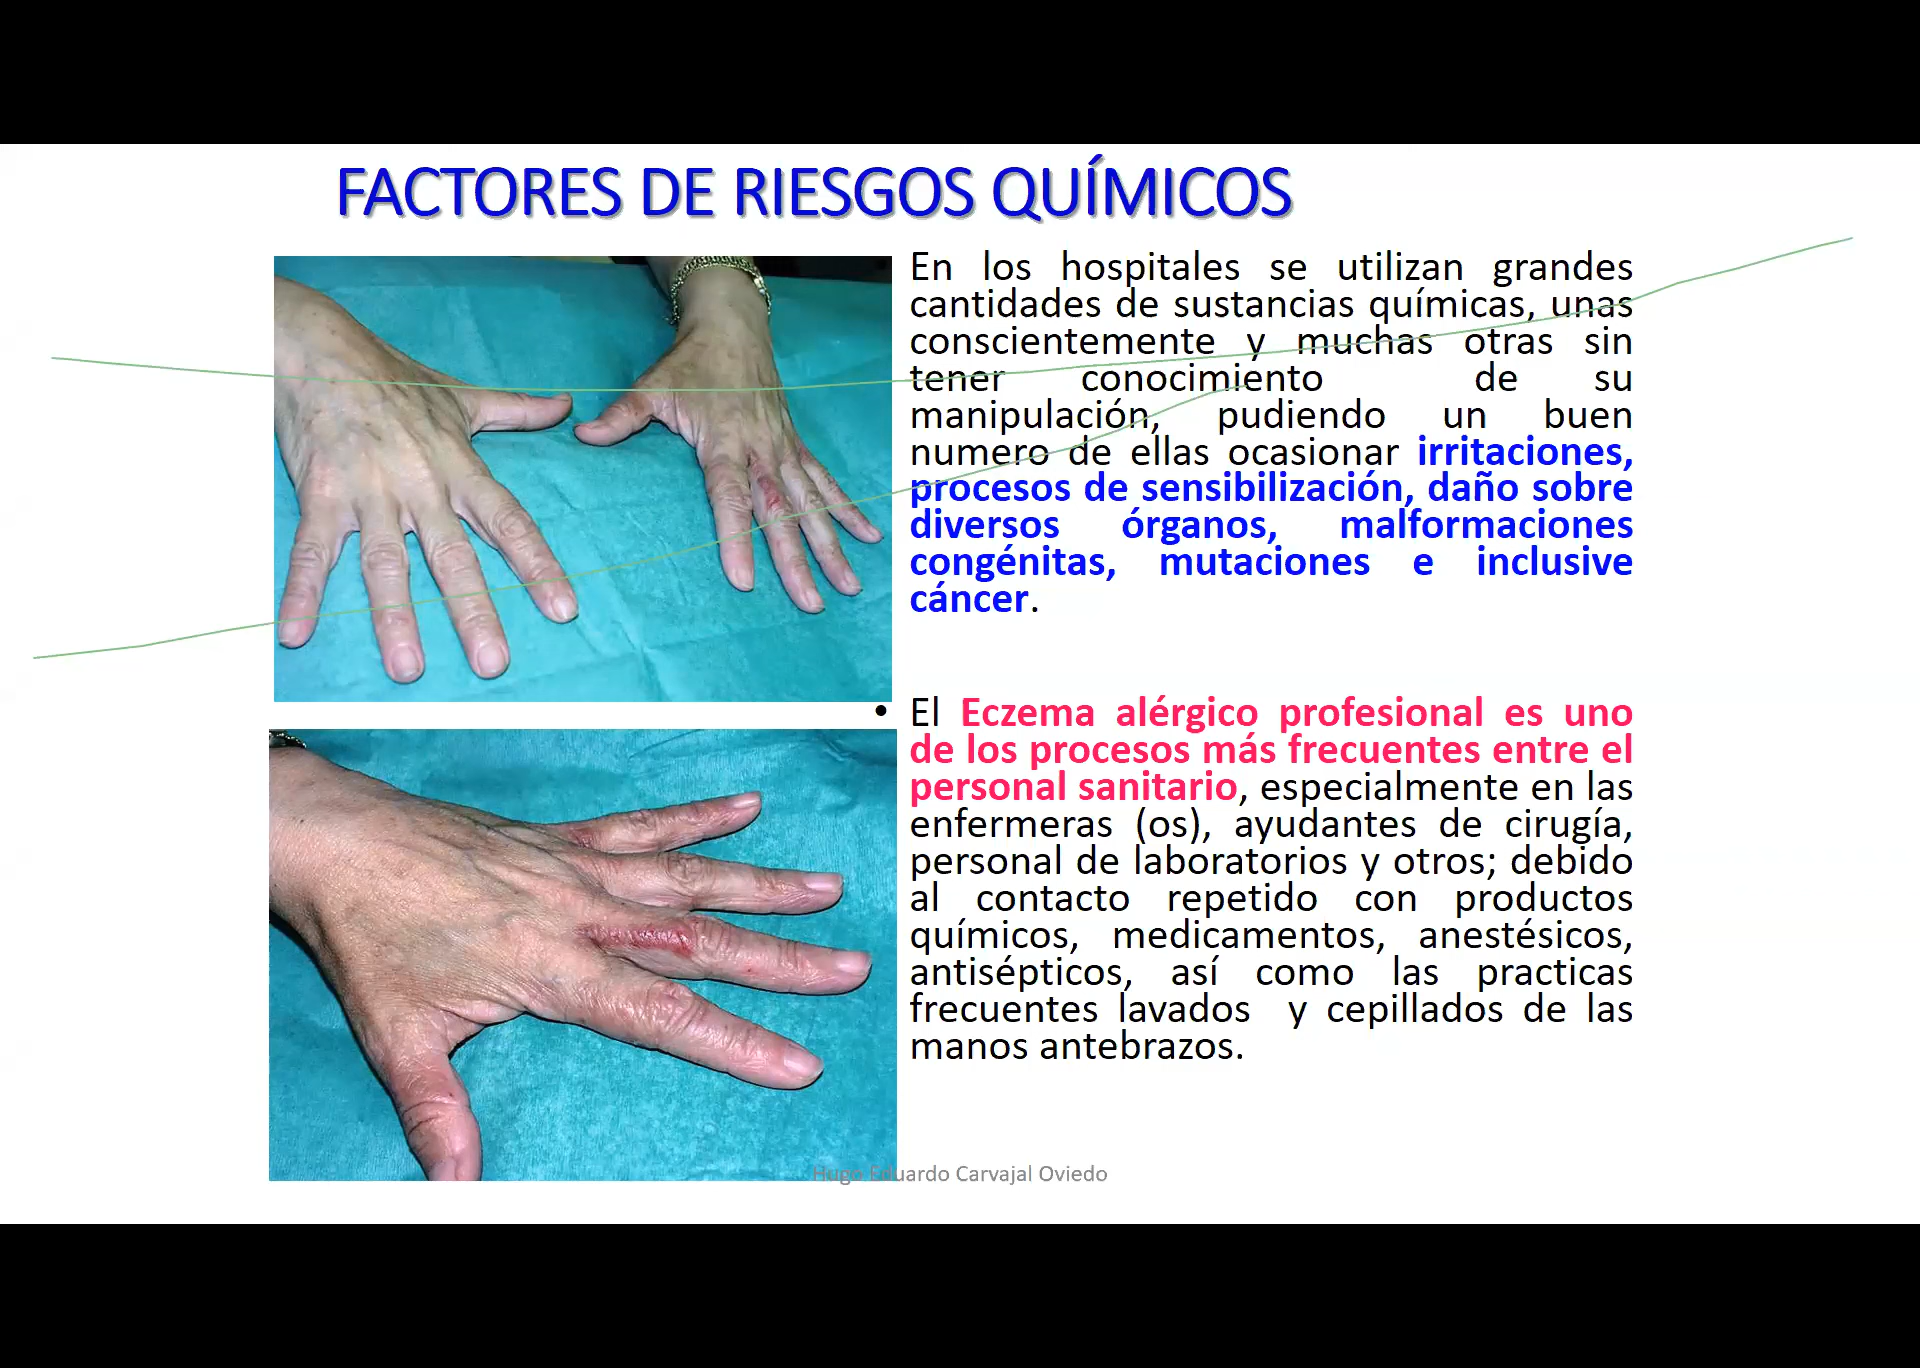 FACTORES DE RIESGOS QUÍMICOS
En los hospitales se utilizan grandes
cantidades de sustancias químicas, unas
conscientemente y muchas otras sin
tener conocimiento de su
manipulación, pudiendo un buen
numero de ellas ocasionar irritaciones,
procesos de sensibilización, daño sobre
diversos órganos, malformaciones
congénitas, mutaciones e inclusive
cáncer.
• El Eczema alérgico profesional es uno
de los procesos más frecuentes entre el
personal sanitario, especialmente en las
enfermeras (os), ayudantes de cirugía,
personal de laboratorios y otros; debido
al contacto repetido con productos
químicos, medicamentos, anestésicos,
antisépticos, así como las practicas
frecuentes lavados y cepillados de las
manos antebrazos.
Hugo Eduardo Carvajal Oviedo